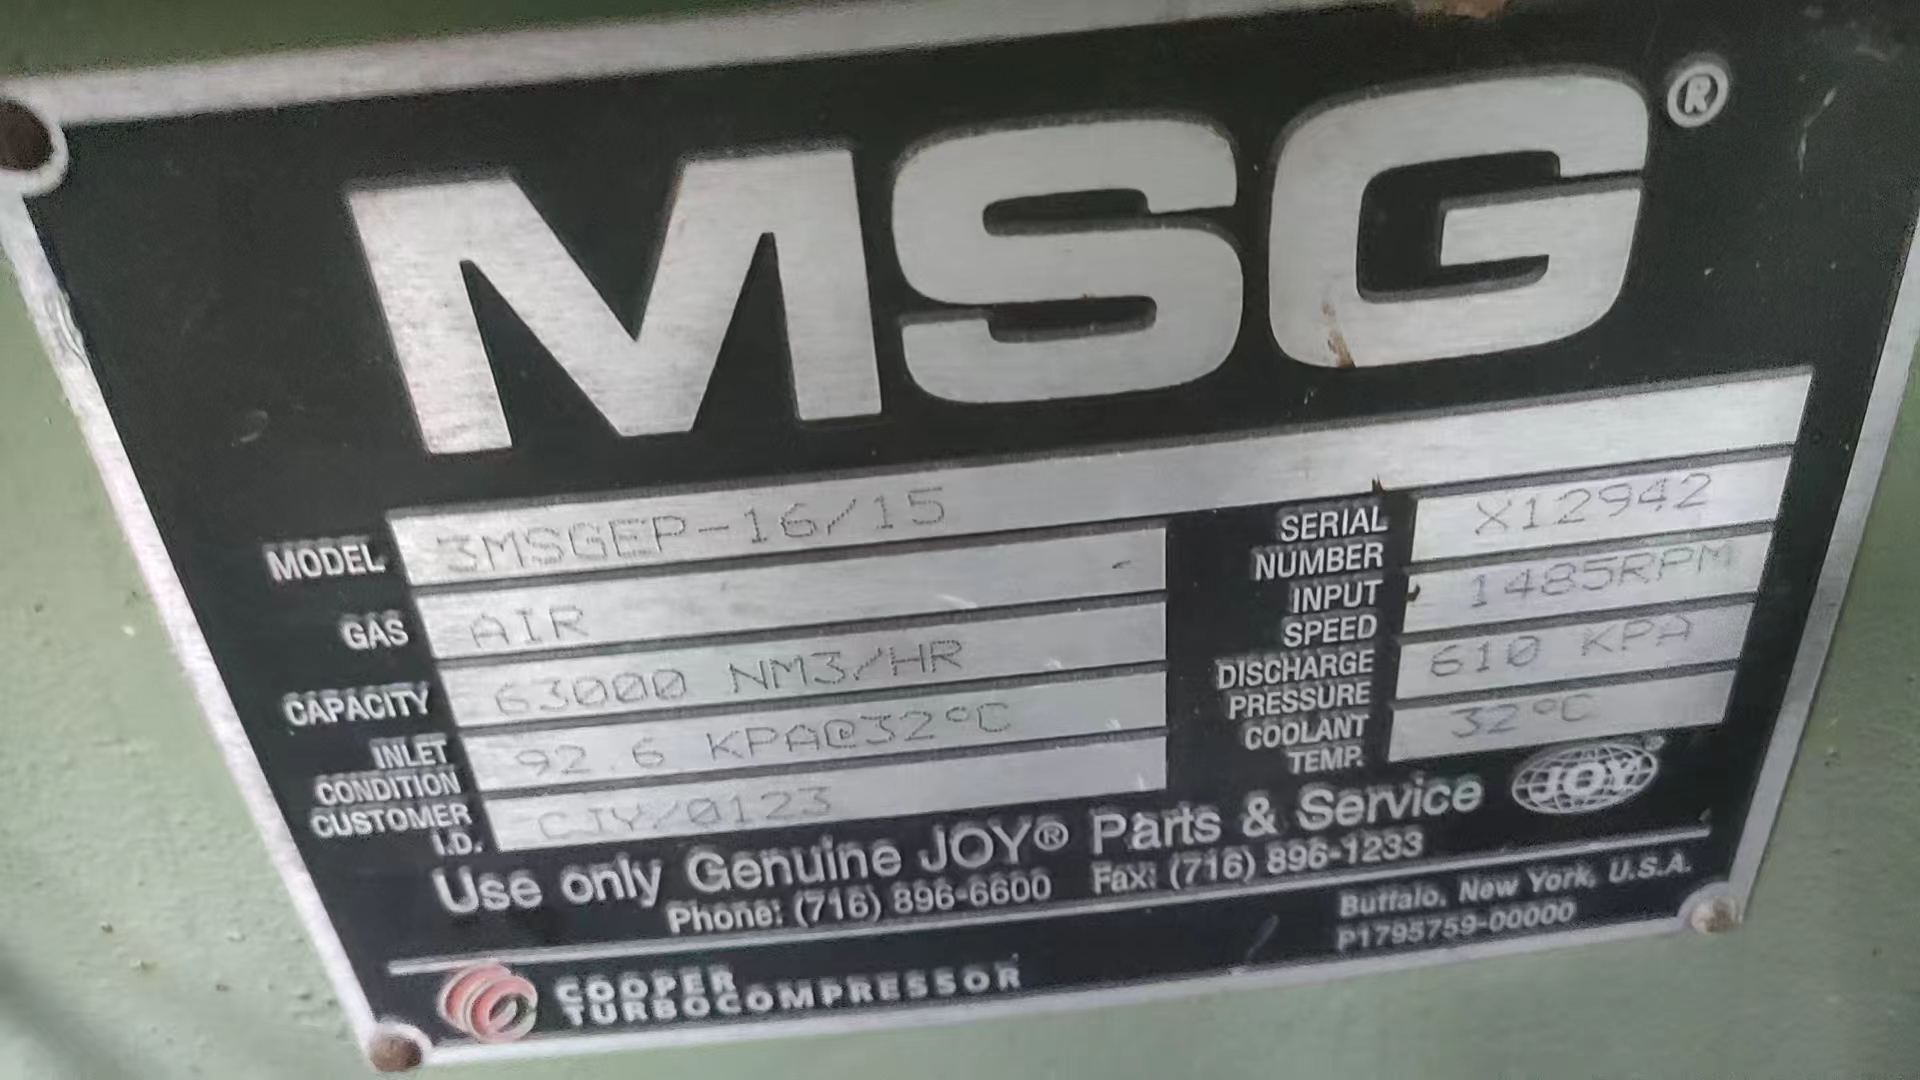 MSG®
MODEL 3MSGEP-16/15
GAS AIR
CAPACITY 63000 NM3/HR
INLET CONDITION 92.6 KPA@32°C
CUSTOMER I.D. CJY/0123
SERIAL NUMBER X12942
INPUT SPEED 1485RPM
DISCHARGE PRESSURE 610 KPA
COOLANT TEMP. 32°C
Use only Genuine JOY® Parts & Service
JOY
Phone: (716) 896-6600 Fax: (716) 896-1233
Buffalo, New York, U.S.A.
P1795759-00000
COOPER
TURBOCOMPRESSOR